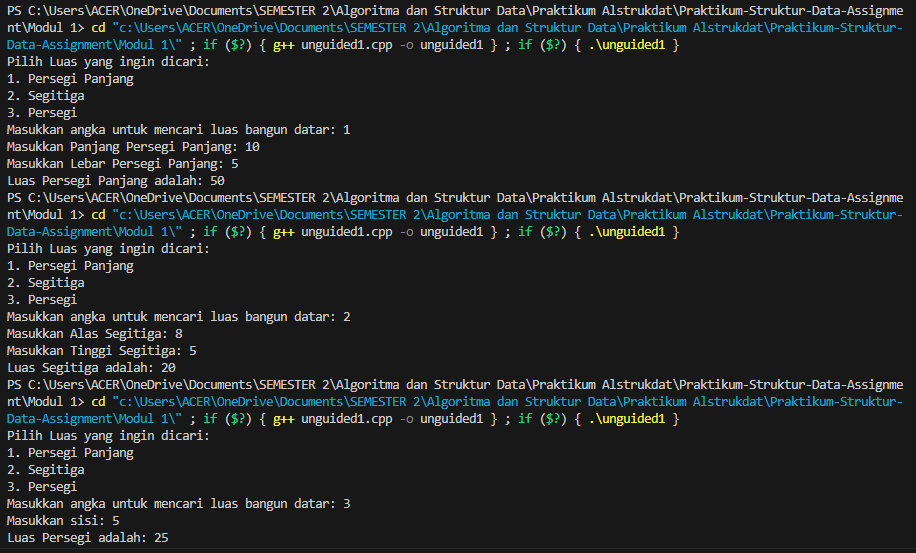 PS C:\Users\ACER\OneDrive\Documents\SEMESTER 2\Algoritma dan Struktur Data\Praktikum Alstrukdat\Praktikum-Struktur-Data-Assignme
nt\Modul 1> cd "c:\Users\ACER\OneDrive\Documents\SEMESTER 2\Algoritma dan Struktur Data\Praktikum Alstrukdat\Praktikum-Struktur-
Data-Assignment\Modul 1\" ; if ($?) { g++ unguided1.cpp -o unguided1 } ; if ($?) { .\unguided1 }
Pilih Luas yang ingin dicari:
1. Persegi Panjang
2. Segitiga
3. Persegi
Masukkan angka untuk mencari luas bangun datar: 1
Masukkan Panjang Persegi Panjang: 10
Masukkan Lebar Persegi Panjang: 5
Luas Persegi Panjang adalah: 50
PS C:\Users\ACER\OneDrive\Documents\SEMESTER 2\Algoritma dan Struktur Data\Praktikum Alstrukdat\Praktikum-Struktur-Data-Assignme
nt\Modul 1> cd "c:\Users\ACER\OneDrive\Documents\SEMESTER 2\Algoritma dan Struktur Data\Praktikum Alstrukdat\Praktikum-Struktur-
Data-Assignment\Modul 1\" ; if ($?) { g++ unguided1.cpp -o unguided1 } ; if ($?) { .\unguided1 }
Pilih Luas yang ingin dicari:
1. Persegi Panjang
2. Segitiga
3. Persegi
Masukkan angka untuk mencari luas bangun datar: 2
Masukkan Alas Segitiga: 8
Masukkan Tinggi Segitiga: 5
Luas Segitiga adalah: 20
PS C:\Users\ACER\OneDrive\Documents\SEMESTER 2\Algoritma dan Struktur Data\Praktikum Alstrukdat\Praktikum-Struktur-Data-Assignme
nt\Modul 1> cd "c:\Users\ACER\OneDrive\Documents\SEMESTER 2\Algoritma dan Struktur Data\Praktikum Alstrukdat\Praktikum-Struktur-
Data-Assignment\Modul 1\" ; if ($?) { g++ unguided1.cpp -o unguided1 } ; if ($?) { .\unguided1 }
Pilih Luas yang ingin dicari:
1. Persegi Panjang
2. Segitiga
3. Persegi
Masukkan angka untuk mencari luas bangun datar: 3
Masukkan sisi: 5
Luas Persegi adalah: 25